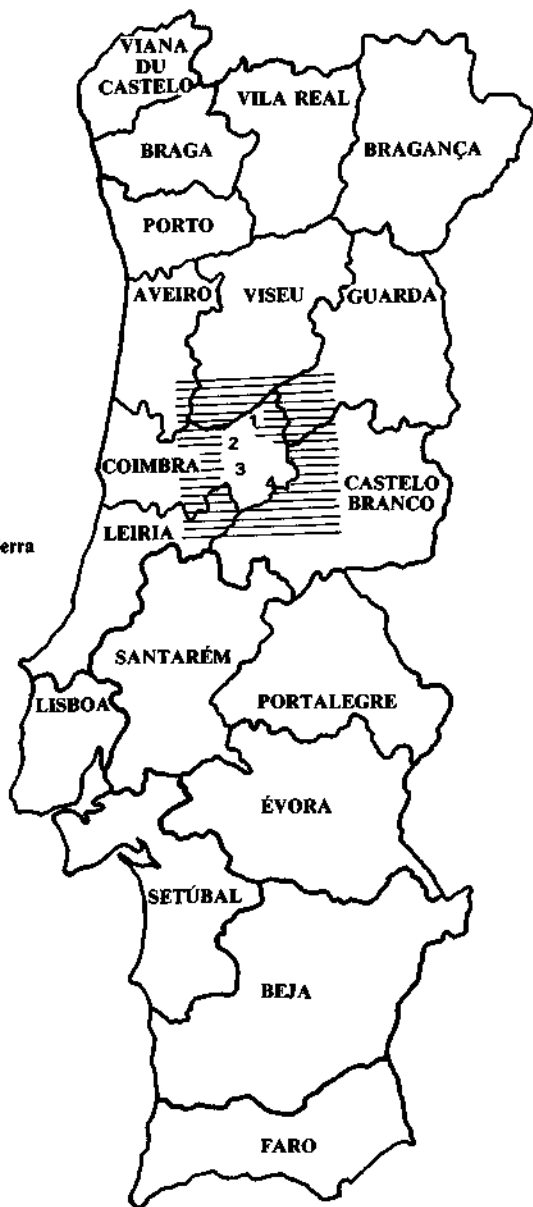 VIANA
DU
CASTELO
VILA REAL
BRAGANÇA
BRAGA
PORTO
AVEIRO
VISEU
GUARDA
1
2
COIMBRA
3
4
CASTELO
BRANCO
LEIRIA
erra
SANTARÉM
LISBOA
PORTALEGRE
ÉVORA
SETÚBAL
BEJA
FARO